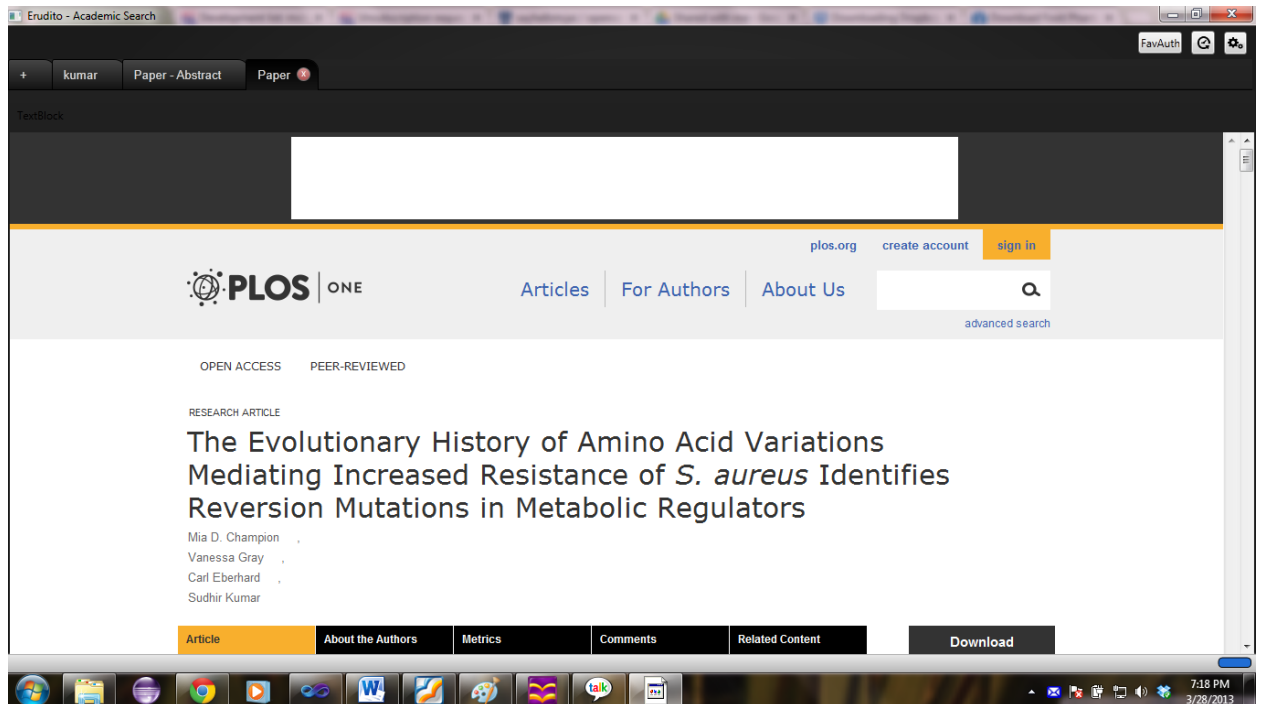 Erudito - Academic Search
FavAuth
+ kumar Paper - Abstract Paper
TextBlock
plos.org create account sign in
PLOS ONE Articles For Authors About Us
advanced search
OPEN ACCESS PEER-REVIEWED
RESEARCH ARTICLE
The Evolutionary History of Amino Acid Variations
Mediating Increased Resistance of S. aureus Identifies
Reversion Mutations in Metabolic Regulators
Mia D. Champion ,
Vanessa Gray ,
Carl Eberhard ,
Sudhir Kumar
Article About the Authors Metrics Comments Related Content Download
talk
7:18 PM
3/28/2013